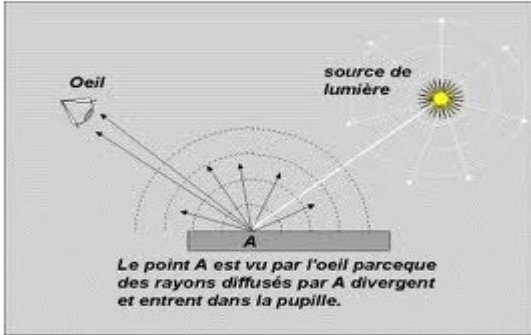 Oeil
source de
lumière
A
Le point A est vu par l'oeil parceque
des rayons diffusés par A divergent
et entrent dans la pupille.